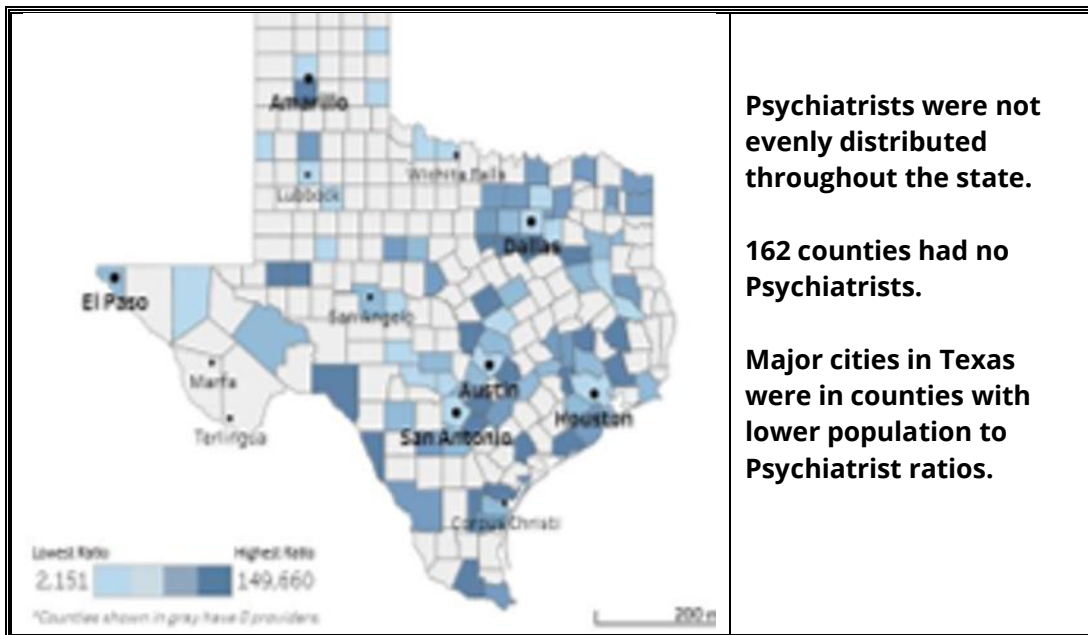 Amarillo
Lubbock
Wichita Falls
Dallas
El Paso
San Angelo
Marfa
Terlingua
Austin
Houston
San Antonio
Corpus Christi
Lowest Ratio
Highest Ratio
2,151
149,660
*Counties shown in gray have 0 providers
200 m
Psychiatrists were not
evenly distributed
throughout the state.
162 counties had no
Psychiatrists.
Major cities in Texas
were in counties with
lower population to
Psychiatrist ratios.